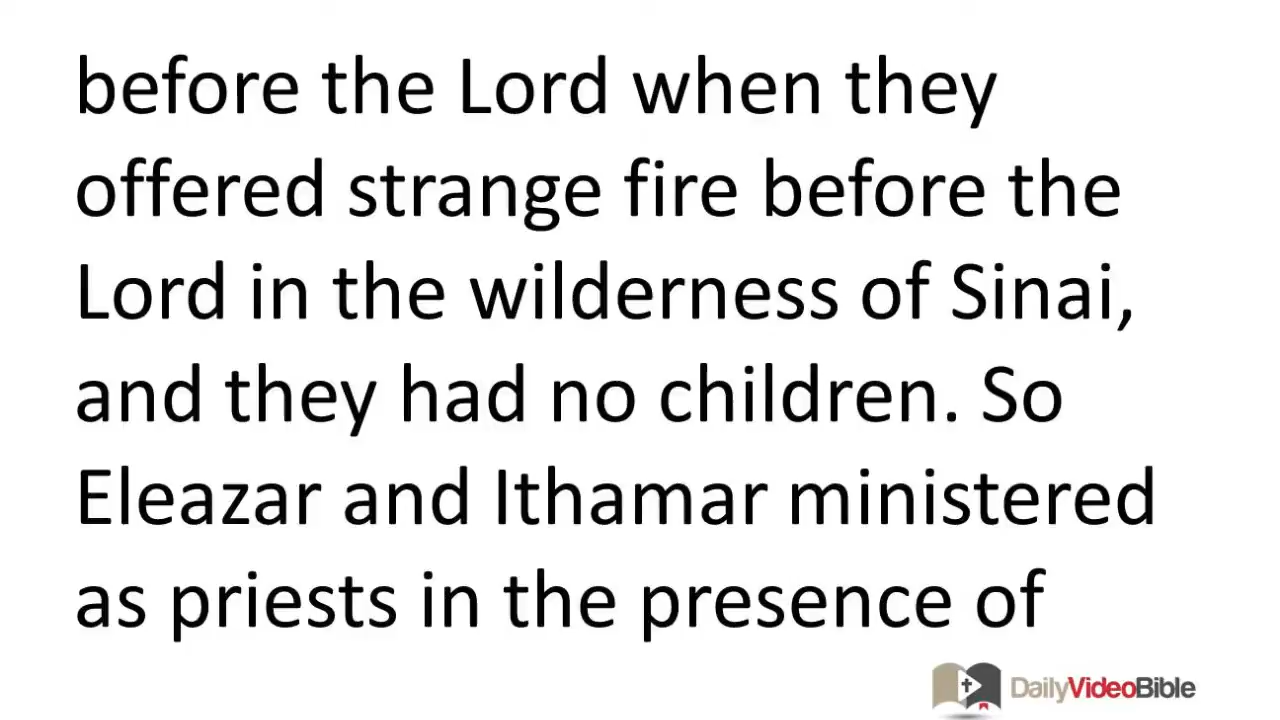 before the Lord when they
offered strange fire before the
Lord in the wilderness of Sinai,
and they had no children. So
Eleazar and Ithamar ministered
as priests in the presence of
DailyVideoBible